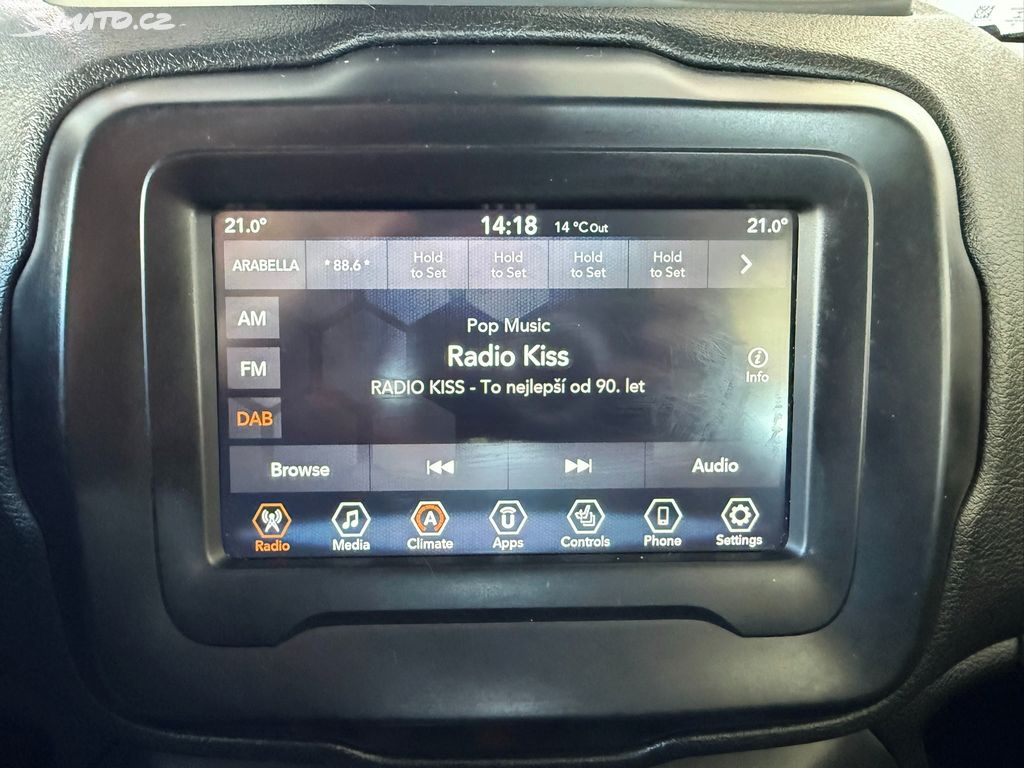 Sauto.cz
21.0°
14:18 14 °C Out
21.0°
ARABELLA
* 88.6 *
Hold
to Set
Hold
to Set
Hold
to Set
Hold
to Set
AM
FM
DAB
Pop Music
Radio Kiss
RADIO KISS - To nejlepší od 90. let
Info
Browse
Audio
Radio
Media
A
Climate
U
Apps
Controls
Phone
Settings